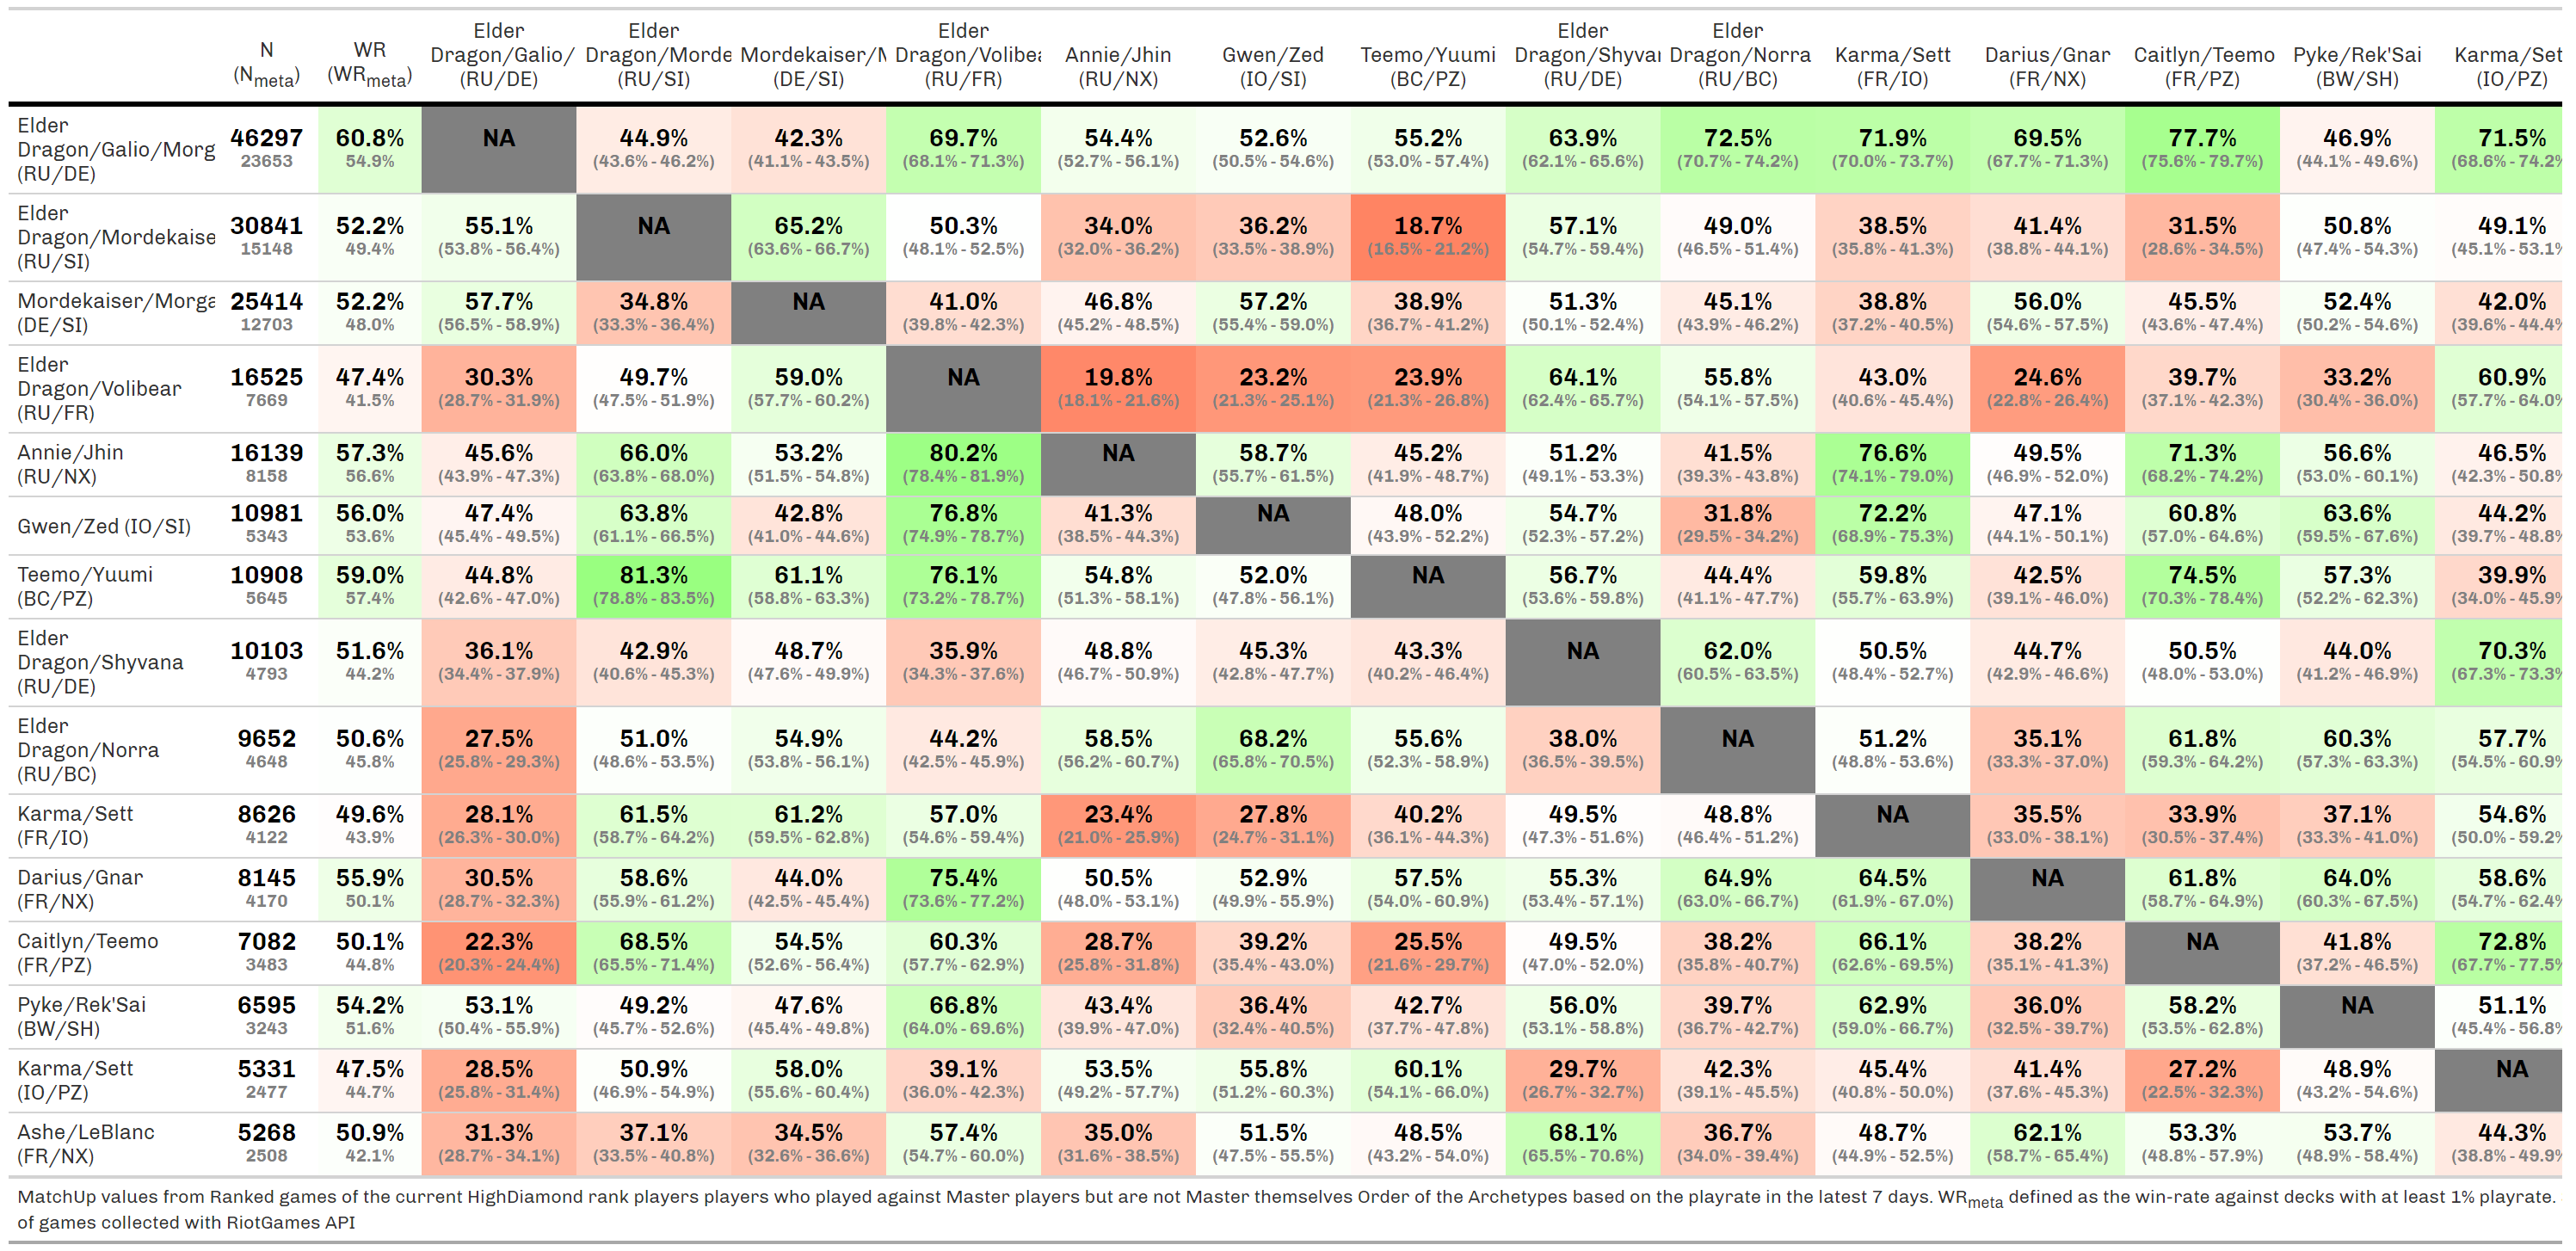 N (N_meta) WR (WR_meta) Elder Dragon/Galio/ (RU/DE) Elder Dragon/Morde (RU/SI) Mordekaiser/M (DE/SI) Elder Dragon/Volibea (RU/FR) Annie/Jhin (RU/NX) Gwen/Zed (IO/SI) Teemo/Yuumi (BC/PZ) Elder Dragon/Shyvar (RU/DE) Elder Dragon/Norra (RU/BC) Karma/Sett (FR/IO) Darius/Gnar (FR/NX) Caitlyn/Teemo (FR/PZ) Pyke/Rek'Sai (BW/SH) Karma/Set (IO/PZ)
Elder Dragon/Galio/Morg (RU/DE) 46297 60.8% NA 44.9% 42.3% 69.7% 54.4% 52.6% 55.2% 63.9% 72.5% 71.9% 69.5% 77.7% 46.9% 71.5%
23653 54.9% (43.6% - 46.2%) (41.1% - 43.5%) (68.1% - 71.3%) (52.7% - 56.1%) (50.5% - 54.6%) (53.0% - 57.4%) (62.1% - 65.6%) (70.7% - 74.2%) (70.0% - 73.7%) (67.7% - 71.3%) (75.6% - 79.7%) (44.1% - 49.6%) (68.6% - 74.2%
Elder Dragon/Mordekaise (RU/SI) 30841 52.2% 55.1% NA 65.2% 50.3% 34.0% 36.2% 18.7% 57.1% 49.0% 38.5% 41.4% 31.5% 50.8% 49.1%
15148 49.4% (53.8% - 56.4%) (63.6% - 66.7%) (48.1% - 52.5%) (32.0% - 36.2%) (33.5% - 38.9%) (16.5% - 21.2%) (54.7% - 59.4%) (46.5% - 51.4%) (35.8% - 41.3%) (38.8% - 44.1%) (28.6% - 34.5%) (47.4% - 54.3%) (45.1% - 53.1%
Mordekaiser/Morga (DE/SI) 25414 52.2% 57.7% 34.8% NA 41.0% 46.8% 57.2% 38.9% 51.3% 45.1% 38.8% 56.0% 45.5% 52.4% 42.0%
12703 48.0% (56.5% - 58.9%) (33.3% - 36.4%) (39.8% - 42.3%) (45.2% - 48.5%) (55.4% - 59.0%) (36.7% - 41.2%) (50.1% - 52.4%) (43.9% - 46.2%) (37.2% - 40.5%) (54.6% - 57.5%) (43.6% - 47.4%) (50.2% - 54.6%) (39.6% - 44.4%
Elder Dragon/Volibear (RU/FR) 16525 47.4% 30.3% 49.7% 59.0% NA 19.8% 23.2% 23.9% 64.1% 55.8% 43.0% 24.6% 39.7% 33.2% 60.9%
7669 41.5% (28.7% - 31.9%) (47.5% - 51.9%) (57.7% - 60.2%) (18.1% - 21.6%) (21.3% - 25.1%) (21.3% - 26.8%) (62.4% - 65.7%) (54.1% - 57.5%) (40.6% - 45.4%) (22.8% - 26.4%) (37.1% - 42.3%) (30.4% - 36.0%) (57.7% - 64.0%
Annie/Jhin (RU/NX) 16139 57.3% 45.6% 66.0% 53.2% 80.2% NA 58.7% 45.2% 51.2% 41.5% 76.6% 49.5% 71.3% 56.6% 46.5%
8158 56.6% (43.9% - 47.3%) (63.8% - 68.0%) (51.5% - 54.8%) (78.4% - 81.9%) (55.7% - 61.5%) (41.9% - 48.7%) (49.1% - 53.3%) (39.3% - 43.8%) (74.1% - 79.0%) (46.9% - 52.0%) (68.2% - 74.2%) (53.0% - 60.1%) (42.3% - 50.8%
Gwen/Zed (IO/SI) 10981 56.0% 47.4% 63.8% 42.8% 76.8% 41.3% NA 48.0% 54.7% 31.8% 72.2% 47.1% 60.8% 63.6% 44.2%
5343 53.6% (45.4% - 49.5%) (61.1% - 66.5%) (41.0% - 44.6%) (74.9% - 78.7%) (38.5% - 44.3%) (43.9% - 52.2%) (52.3% - 57.2%) (29.5% - 34.2%) (68.9% - 75.3%) (44.1% - 50.1%) (57.0% - 64.6%) (59.5% - 67.6%) (39.7% - 48.8%
Teemo/Yuumi (BC/PZ) 10908 59.0% 44.8% 81.3% 61.1% 76.1% 54.8% 52.0% NA 56.7% 44.4% 59.8% 42.5% 74.5% 57.3% 39.9%
5645 57.4% (42.6% - 47.0%) (78.8% - 83.5%) (58.8% - 63.3%) (73.2% - 78.7%) (51.3% - 58.1%) (47.8% - 56.1%) (53.6% - 59.8%) (41.1% - 47.7%) (55.7% - 63.9%) (39.1% - 46.0%) (70.3% - 78.4%) (52.2% - 62.3%) (34.0% - 45.9%
Elder Dragon/Shyvana (RU/DE) 10103 51.6% 36.1% 42.9% 48.7% 35.9% 48.8% 45.3% 43.3% NA 62.0% 50.5% 44.7% 50.5% 44.0% 70.3%
4793 44.2% (34.4% - 37.9%) (40.6% - 45.3%) (47.6% - 49.9%) (34.3% - 37.6%) (46.7% - 50.9%) (42.8% - 47.7%) (40.2% - 46.4%) (60.5% - 63.5%) (48.4% - 52.7%) (42.9% - 46.6%) (48.0% - 53.0%) (41.2% - 46.9%) (67.3% - 73.3%
Elder Dragon/Norra (RU/BC) 9652 50.6% 27.5% 51.0% 54.9% 44.2% 58.5% 68.2% 55.6% 38.0% NA 51.2% 35.1% 61.8% 60.3% 57.7%
4648 45.8% (25.8% - 29.3%) (48.6% - 53.5%) (53.8% - 56.1%) (42.5% - 45.9%) (56.2% - 60.7%) (65.8% - 70.5%) (52.3% - 58.9%) (36.5% - 39.5%) (48.8% - 53.6%) (33.3% - 37.0%) (59.3% - 64.2%) (57.3% - 63.3%) (54.5% - 60.9%
Karma/Sett (FR/IO) 8626 49.6% 28.1% 61.5% 61.2% 57.0% 23.4% 27.8% 40.2% 49.5% 48.8% NA 35.5% 33.9% 37.1% 54.6%
4122 43.9% (26.3% - 30.0%) (58.7% - 64.2%) (59.5% - 62.8%) (54.6% - 59.4%) (21.0% - 25.9%) (24.7% - 31.1%) (36.1% - 44.3%) (47.3% - 51.6%) (46.4% - 51.2%) (33.0% - 38.1%) (30.5% - 37.4%) (33.3% - 41.0%) (50.0% - 59.2%
Darius/Gnar (FR/NX) 8145 55.9% 30.5% 58.6% 44.0% 75.4% 50.5% 52.9% 57.5% 55.3% 64.9% 64.5% NA 61.8% 64.0% 58.6%
4170 50.1% (28.7% - 32.3%) (55.9% - 61.2%) (42.5% - 45.4%) (73.6% - 77.2%) (48.0% - 53.1%) (49.9% - 55.9%) (54.0% - 60.9%) (53.4% - 57.1%) (63.0% - 66.7%) (61.9% - 67.0%) (58.7% - 64.9%) (60.3% - 67.5%) (54.7% - 62.4%
Caitlyn/Teemo (FR/PZ) 7082 50.1% 22.3% 68.5% 54.5% 60.3% 28.7% 39.2% 25.5% 49.5% 38.2% 66.1% 38.2% NA 41.8% 72.8%
3483 44.8% (20.3% - 24.4%) (65.5% - 71.4%) (52.6% - 56.4%) (57.7% - 62.9%) (25.8% - 31.8%) (35.4% - 43.0%) (21.6% - 29.7%) (47.0% - 52.0%) (35.8% - 40.7%) (62.6% - 69.5%) (35.1% - 41.3%) (37.2% - 46.5%) (67.7% - 77.5%
Pyke/Rek'Sai (BW/SH) 6595 54.2% 53.1% 49.2% 47.6% 66.8% 43.4% 36.4% 42.7% 56.0% 39.7% 62.9% 36.0% 58.2% NA 51.1%
3243 51.6% (50.4% - 55.9%) (45.7% - 52.6%) (45.4% - 49.8%) (64.0% - 69.6%) (39.9% - 47.0%) (32.4% - 40.5%) (37.7% - 47.8%) (53.1% - 58.8%) (36.7% - 42.7%) (59.0% - 66.7%) (32.5% - 39.7%) (53.5% - 62.8%) (45.4% - 56.8%
Karma/Sett (IO/PZ) 5331 47.5% 28.5% 50.9% 58.0% 39.1% 53.5% 55.8% 60.1% 29.7% 42.3% 45.4% 41.4% 27.2% 48.9% NA
2477 44.7% (25.8% - 31.4%) (46.9% - 54.9%) (55.6% - 60.4%) (36.0% - 42.3%) (49.2% - 57.7%) (51.2% - 60.3%) (54.1% - 66.0%) (26.7% - 32.7%) (39.1% - 45.5%) (40.8% - 50.0%) (37.6% - 45.3%) (22.5% - 32.3%) (43.2% - 54.6%)
Ashe/LeBlanc (FR/NX) 5268 50.9% 31.3% 37.1% 34.5% 57.4% 35.0% 51.5% 48.5% 68.1% 36.7% 48.7% 62.1% 53.3% 53.7% 44.3%
2508 42.1% (28.7% - 34.1%) (33.5% - 40.8%) (32.6% - 36.6%) (54.7% - 60.0%) (31.6% - 38.5%) (47.5% - 55.5%) (43.2% - 54.0%) (65.5% - 70.6%) (34.0% - 39.4%) (44.9% - 52.5%) (58.7% - 65.4%) (48.8% - 57.9%) (48.9% - 58.4%) (38.8% - 49.9%
MatchUp values from Ranked games of the current HighDiamond rank players players who played against Master players but are not Master themselves Order of the Archetypes based on the playrate in the latest 7 days. WR_meta defined as the win-rate against decks with at least 1% playrate.
of games collected with RiotGames API